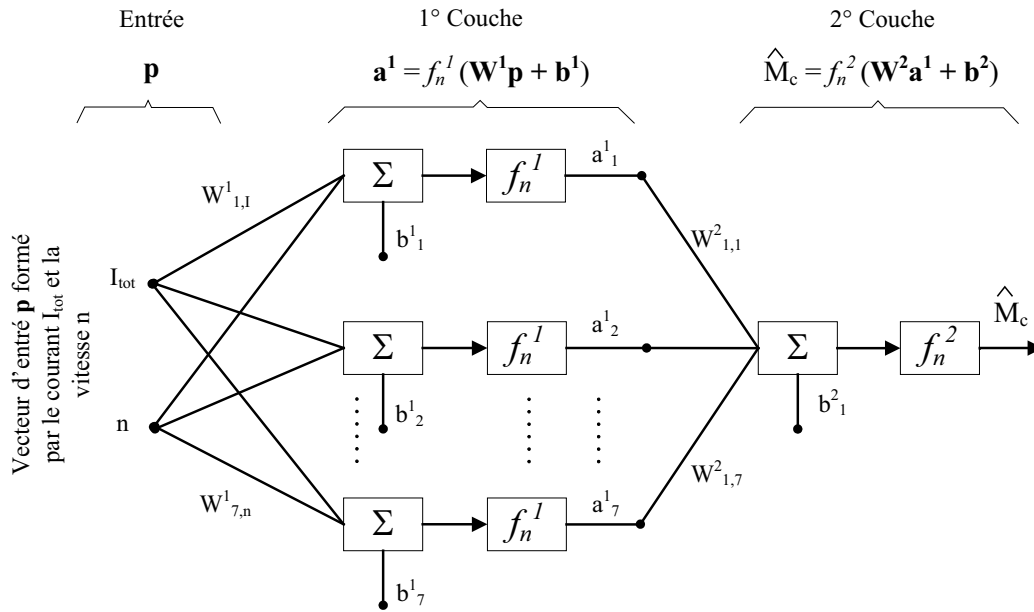 Entrée
1° Couche
2° Couche
p
a¹ = fₙ¹ (W¹p + b¹)
M̂c = fₙ² (W²a¹ + b²)
Vecteur d'entré p formé
par le courant Itot et la
vitesse n
Itot
n
W¹1,I
W¹7,n
Σ
fₙ¹
a¹1
b¹1
Σ
fₙ¹
a¹2
b¹2
Σ
fₙ¹
a¹7
b¹7
W²1,1
W²1,7
Σ
fₙ²
b²1
M̂c